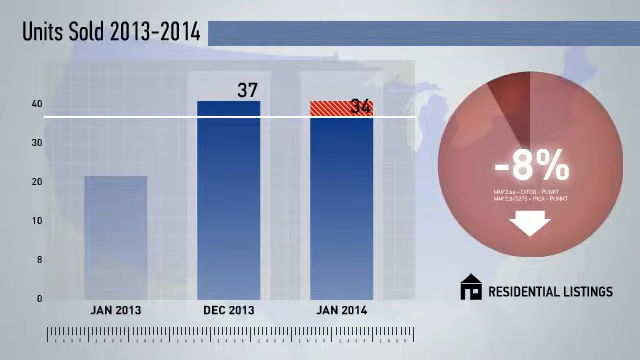 Units Sold 2013-2014
37
34
40
30
20
10
8
0
JAN 2013
DEC 2013
JAN 2014
-8%
RESIDENTIAL LISTINGS